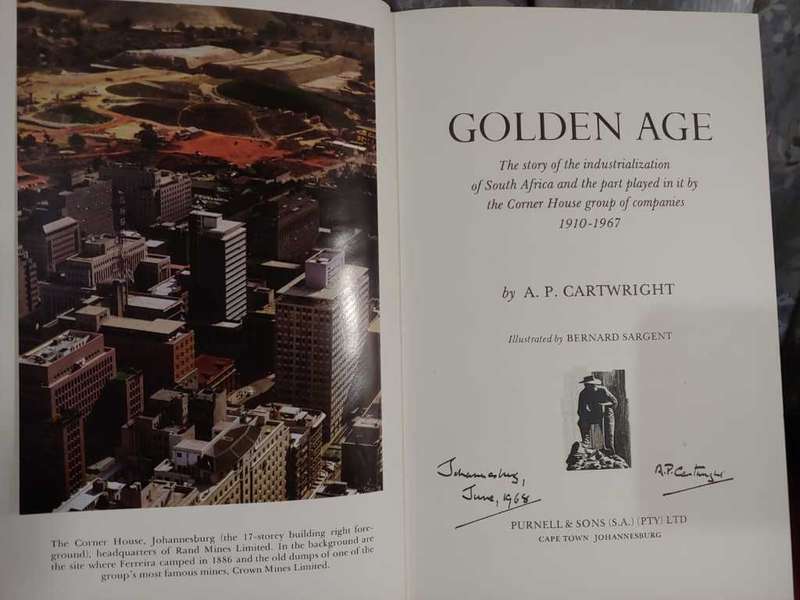 The Corner House, Johannesburg (the 17-storey building right fore-
ground), headquarters of Rand Mines Limited. In the background are
the site where Ferreira camped in 1886 and the old dumps of one of the
group's most famous mines, Crown Mines Limited.
GOLDEN AGE
The story of the industrialization
of South Africa and the part played in it by
the Corner House group of companies
1910-1967
by A. P. CARTWRIGHT
Illustrated by BERNARD SARGENT
Johannesburg,
June, 1968
A.P. Cartwright
PURNELL & SONS (S.A.) (PTY) LTD
CAPE TOWN JOHANNESBURG